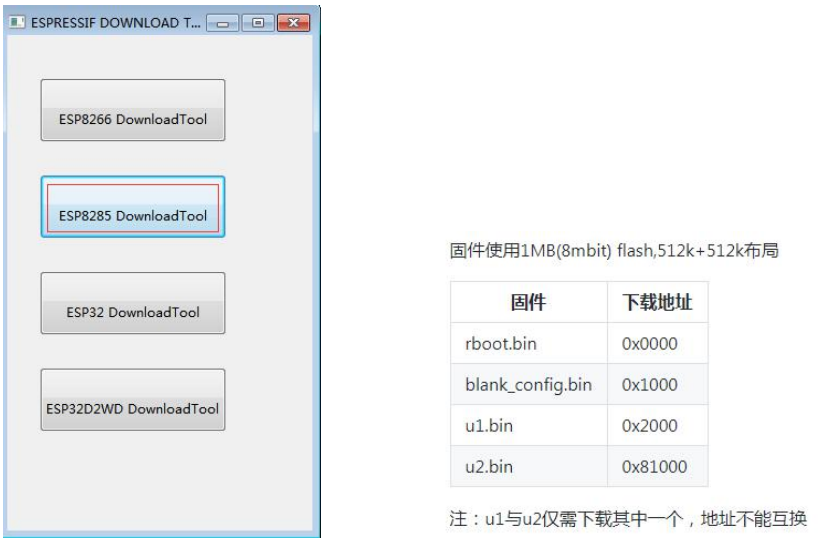 ESPRESSIF DOWNLOAD T...
ESP8266 DownloadTool
ESP8285 DownloadTool
ESP32 DownloadTool
ESP32D2WD DownloadTool
固件使用1MB(8mbit) flash,512k+512k布局
固件 下载地址
rboot.bin 0x0000
blank_config.bin 0x1000
u1.bin 0x2000
u2.bin 0x81000
注：u1与u2仅需下载其中一个，地址不能互换